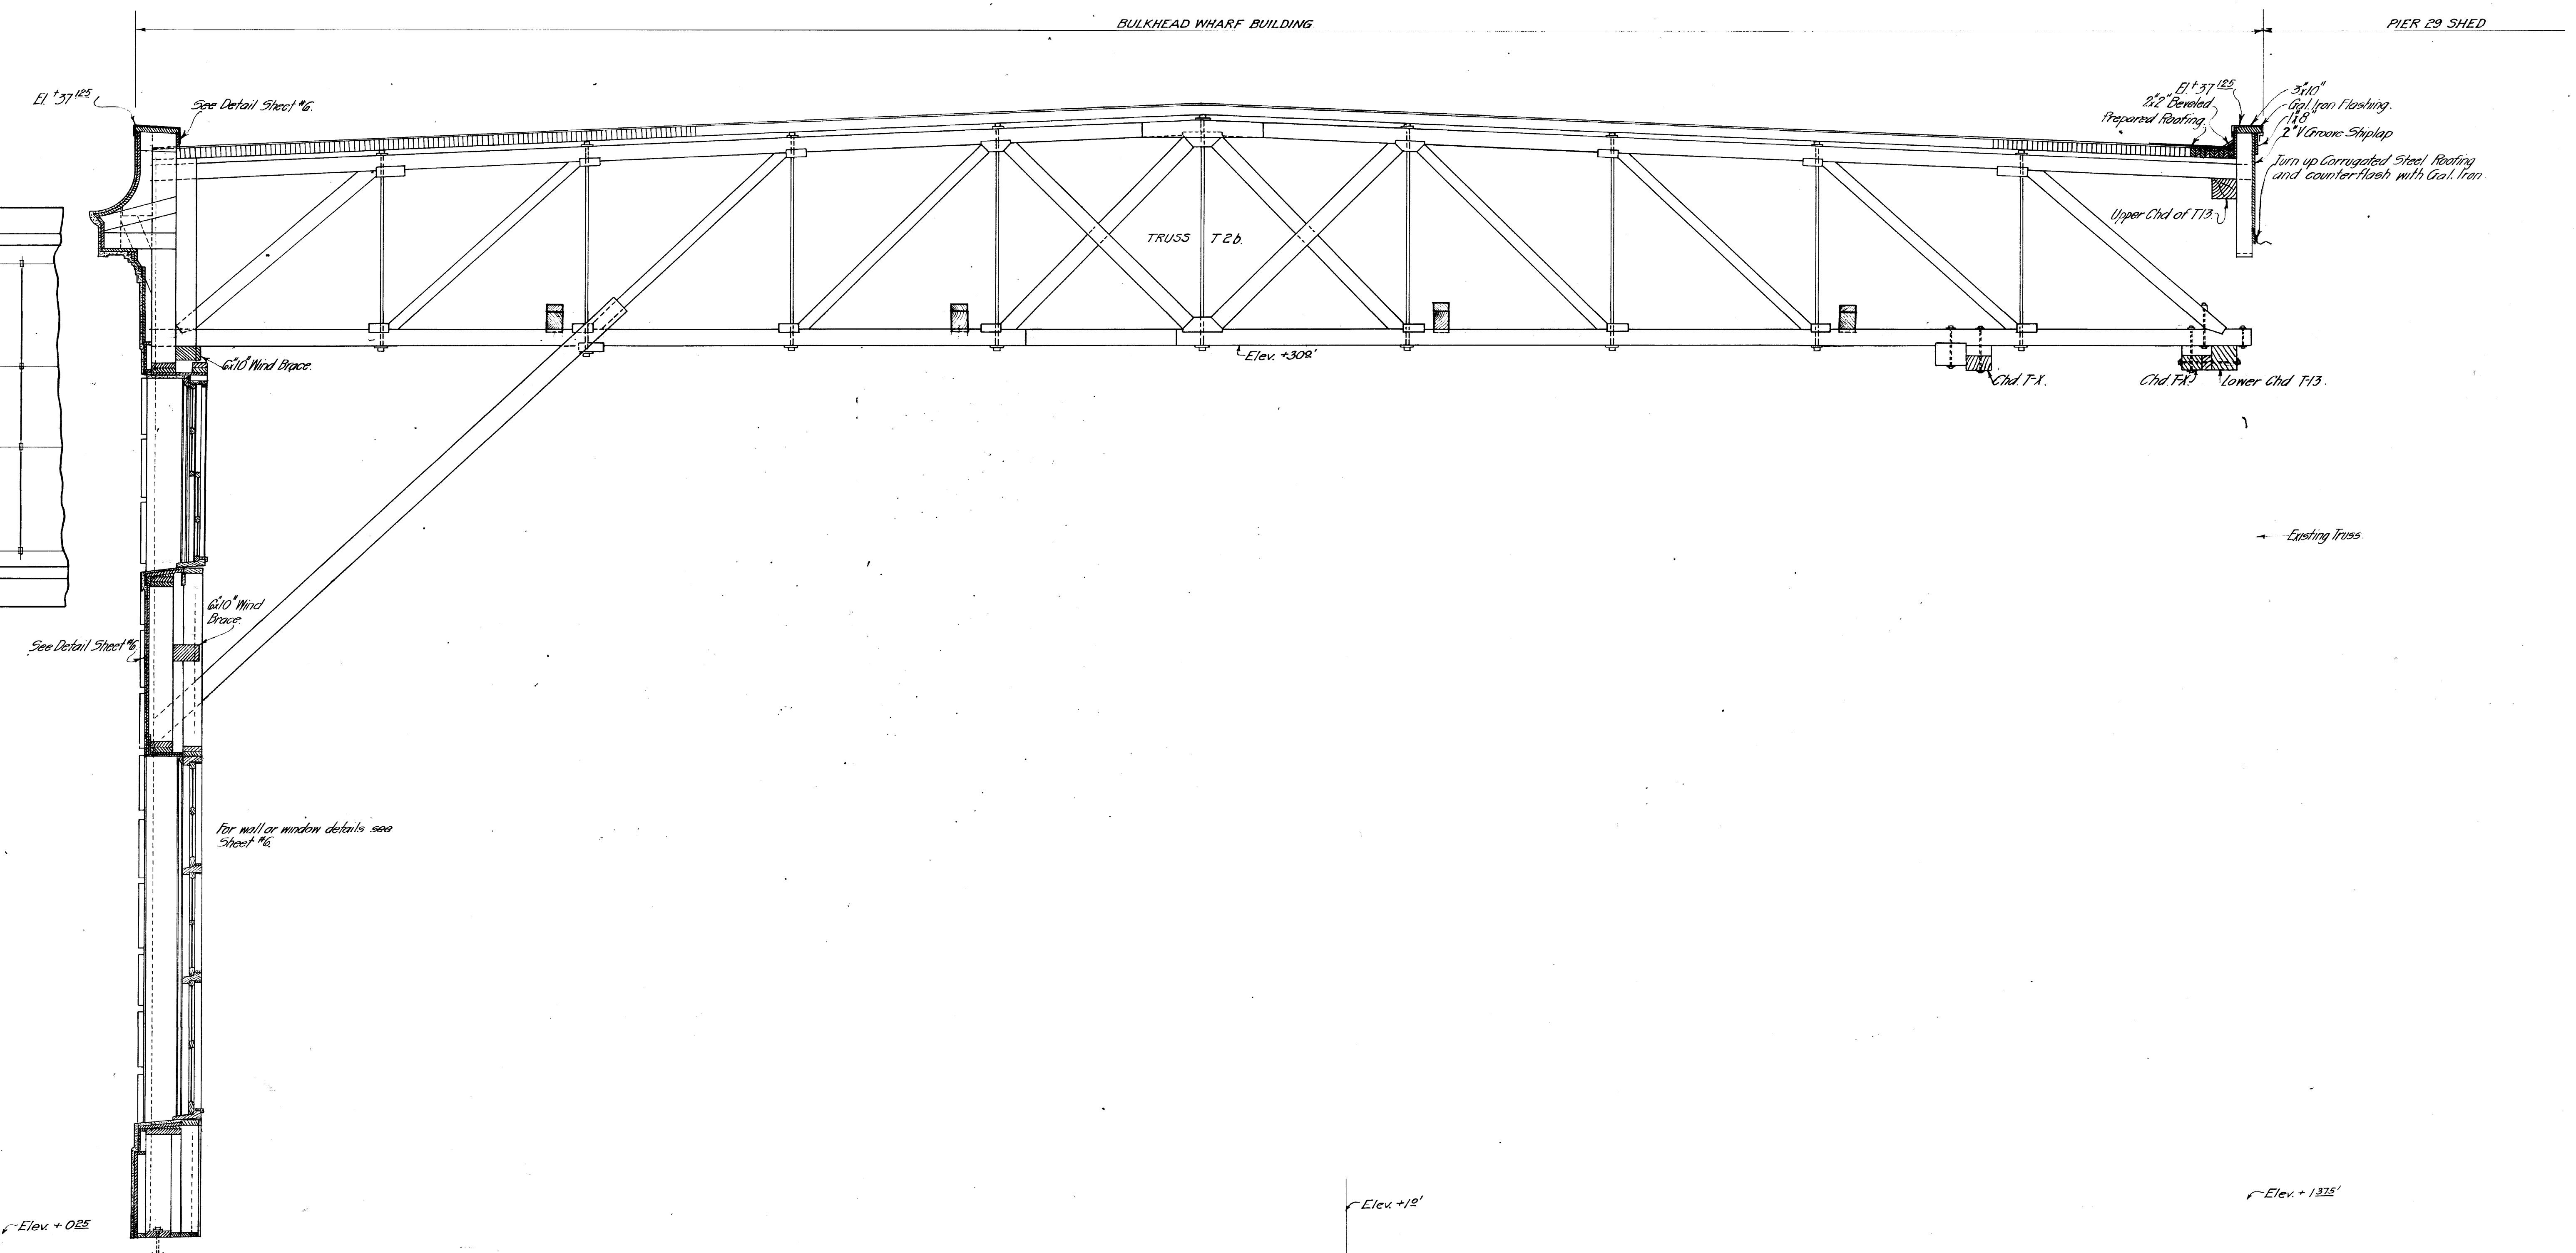 BULKHEAD WHARF BUILDING
PIER 29 SHED
El. +37.125
See Detail Sheet #6.
El. +37.125
2"x2" Beveled
Prepared Roofing
3"x10"
Gal. Iron Flashing.
1"x8"
2" V Groove Shiplap
Turn up Corrugated Steel Roofing
and counterflash with Gal. Iron.
Upper Chd of T13.
TRUSS T2b.
6"x10" Wind Brace.
Elev. +30.0'
Chd. T-X.
Chd. T-X.
Lower Chd T-13.
Existing Truss.
6"x10" Wind
Brace.
See Detail Sheet #6
For wall or window details see
Sheet #6.
Elev. +0.25
Elev. +1.0'
Elev. +1.375'